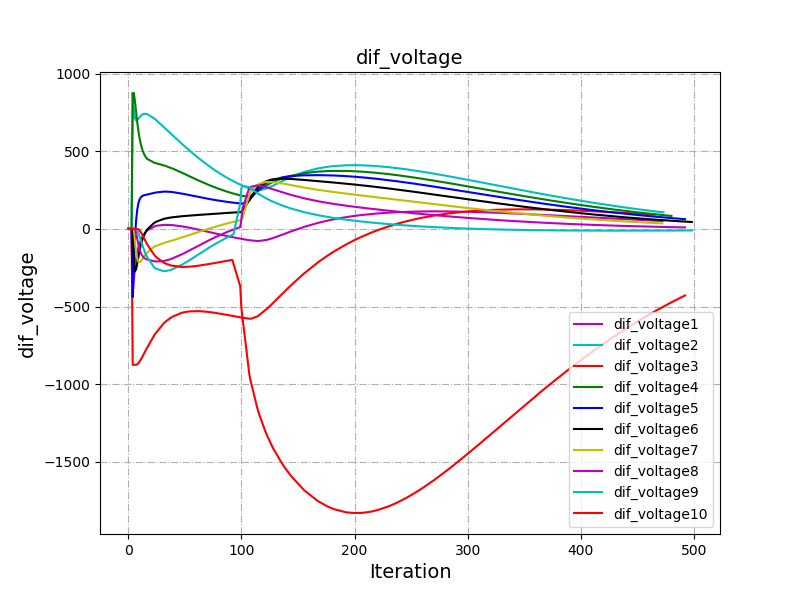 dif_voltage
1000
500
0
−500
−1000
−1500
dif_voltage
0
100
200
300
400
500
Iteration
dif_voltage1
dif_voltage2
dif_voltage3
dif_voltage4
dif_voltage5
dif_voltage6
dif_voltage7
dif_voltage8
dif_voltage9
dif_voltage10